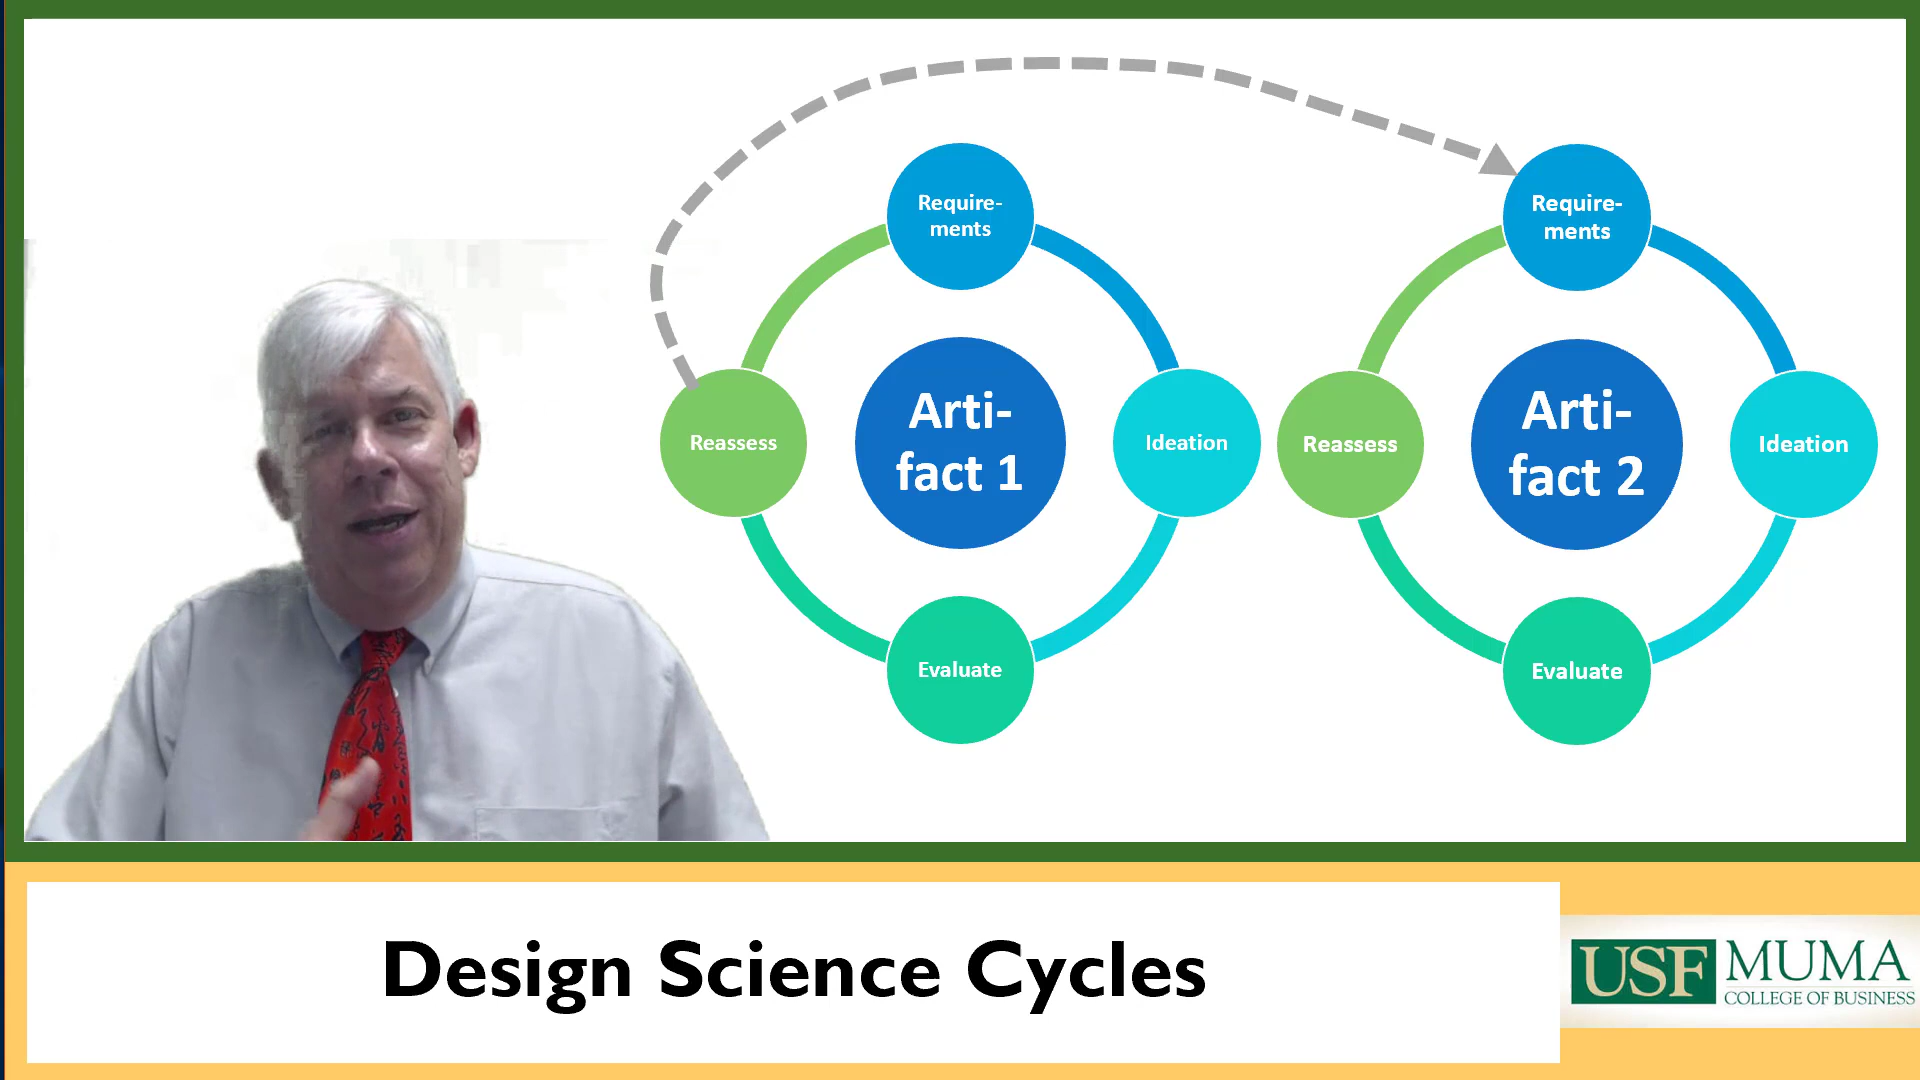 Require-
ments
Reassess
Arti-
fact 1
Ideation
Evaluate
Require-
ments
Reassess
Arti-
fact 2
Ideation
Evaluate
Design Science Cycles
USF MUMA
COLLEGE OF BUSINESS